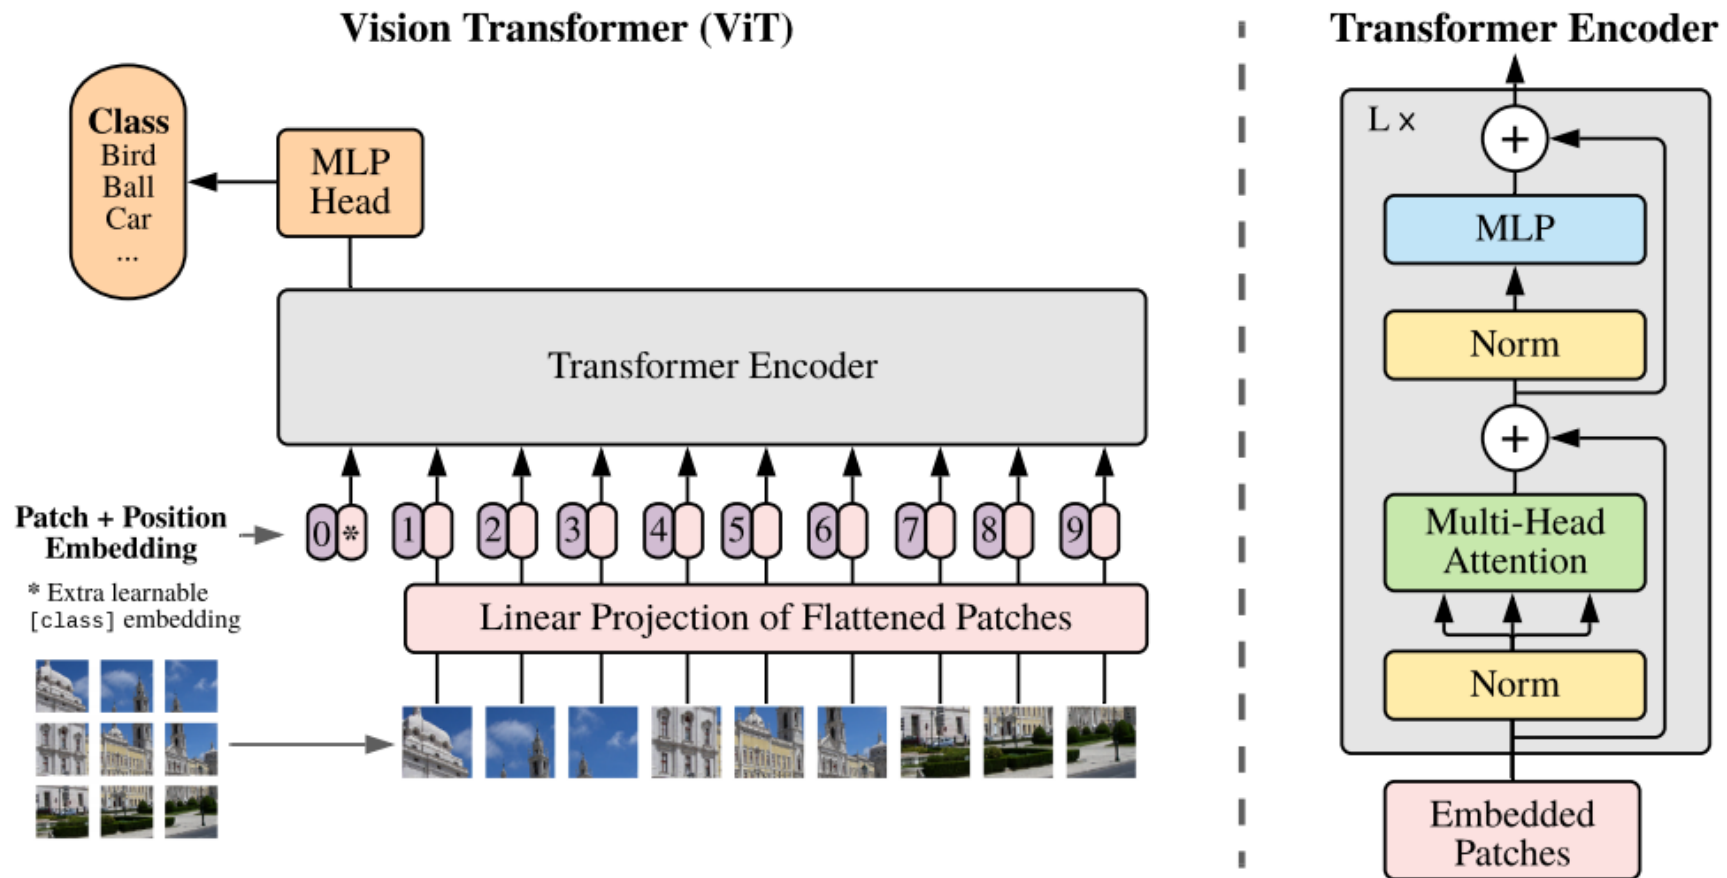 Vision Transformer (ViT)
Class
Bird
Ball
Car
...
MLP
Head
Transformer Encoder
Patch + Position
Embedding
0 * 1 2 3 4 5 6 7 8 9
* Extra learnable
[class] embedding
Linear Projection of Flattened Patches
Transformer Encoder
L ×
+
MLP
Norm
+
Multi-Head
Attention
Norm
Embedded
Patches